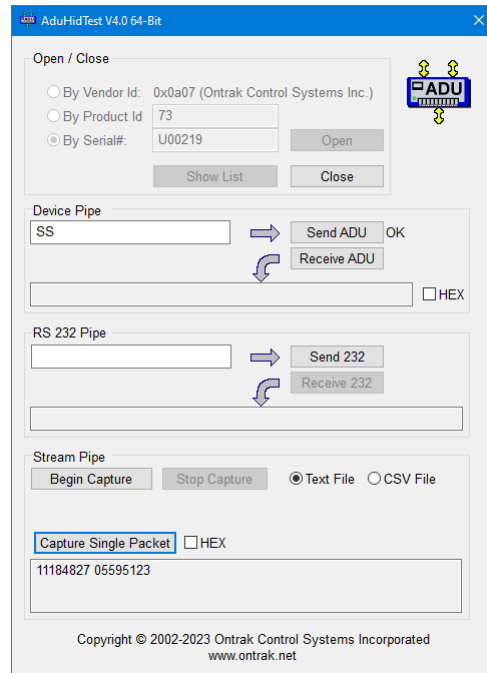 AduHidTest V4.0 64-Bit
Open / Close
By Vendor Id: 0x0a07 (Ontrak Control Systems Inc.)
ADU
By Product Id 73
By Serial#: U00219 Open
Show List Close
Device Pipe
SS Send ADU OK
Receive ADU
HEX
RS 232 Pipe
Send 232
Receive 232
Stream Pipe
Begin Capture Stop Capture Text File CSV File
Capture Single Packet HEX
11184827 05595123
Copyright © 2002-2023 Ontrak Control Systems Incorporated
www.ontrak.net